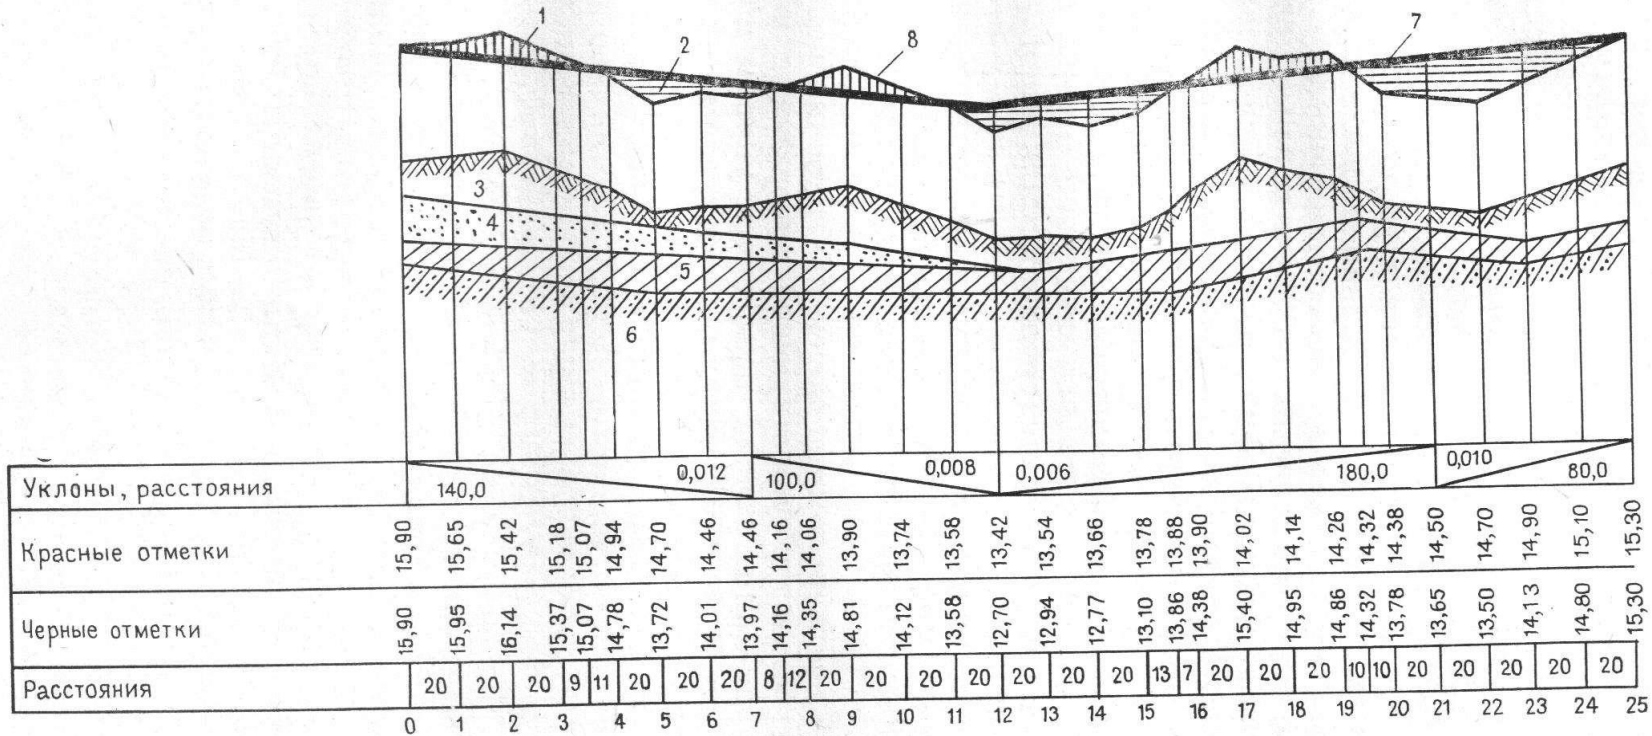 1
2
8
7
3
4
5
6
Уклоны, расстояния 140,0 0,012 100,0 0,008 0,006 180,0 0,010 80,0
Красные отметки 15,90 15,65 15,42 15,18 15,07 14,94 14,70 14,46 14,46 14,16 14,06 13,90 13,74 13,58 13,42 13,54 13,66 13,78 13,88 13,90 14,02 14,14 14,26 14,32 14,38 14,50 14,70 14,90 15,10 15,30
Черные отметки 15,90 15,95 16,14 15,37 15,07 14,78 13,72 14,01 13,97 14,16 14,35 14,81 14,12 13,58 12,70 12,94 12,77 13,10 13,86 14,38 15,40 14,95 14,86 14,32 13,78 13,65 13,50 14,13 14,80 15,30
Расстояния 20 20 20 9 11 20 20 20 8 12 20 20 20 20 20 20 20 13 7 20 20 20 10 10 20 20 20 20 20
0 1 2 3 4 5 6 7 8 9 10 11 12 13 14 15 16 17 18 19 20 21 22 23 24 25